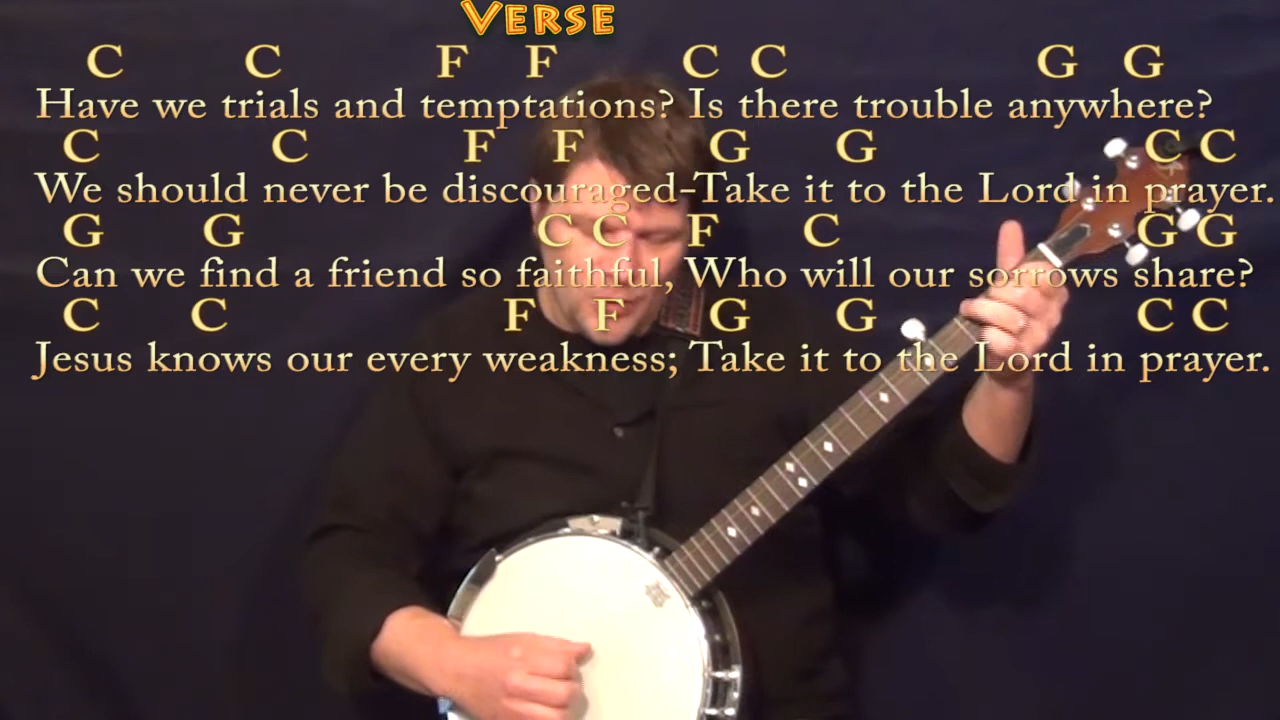 VERSE
C C F F C C G G
Have we trials and temptations? Is there trouble anywhere?
C C F F G G C C
We should never be discouraged-Take it to the Lord in prayer.
G G C C F C G G
Can we find a friend so faithful, Who will our sorrows share?
C C F F G G C C
Jesus knows our every weakness; Take it to the Lord in prayer.